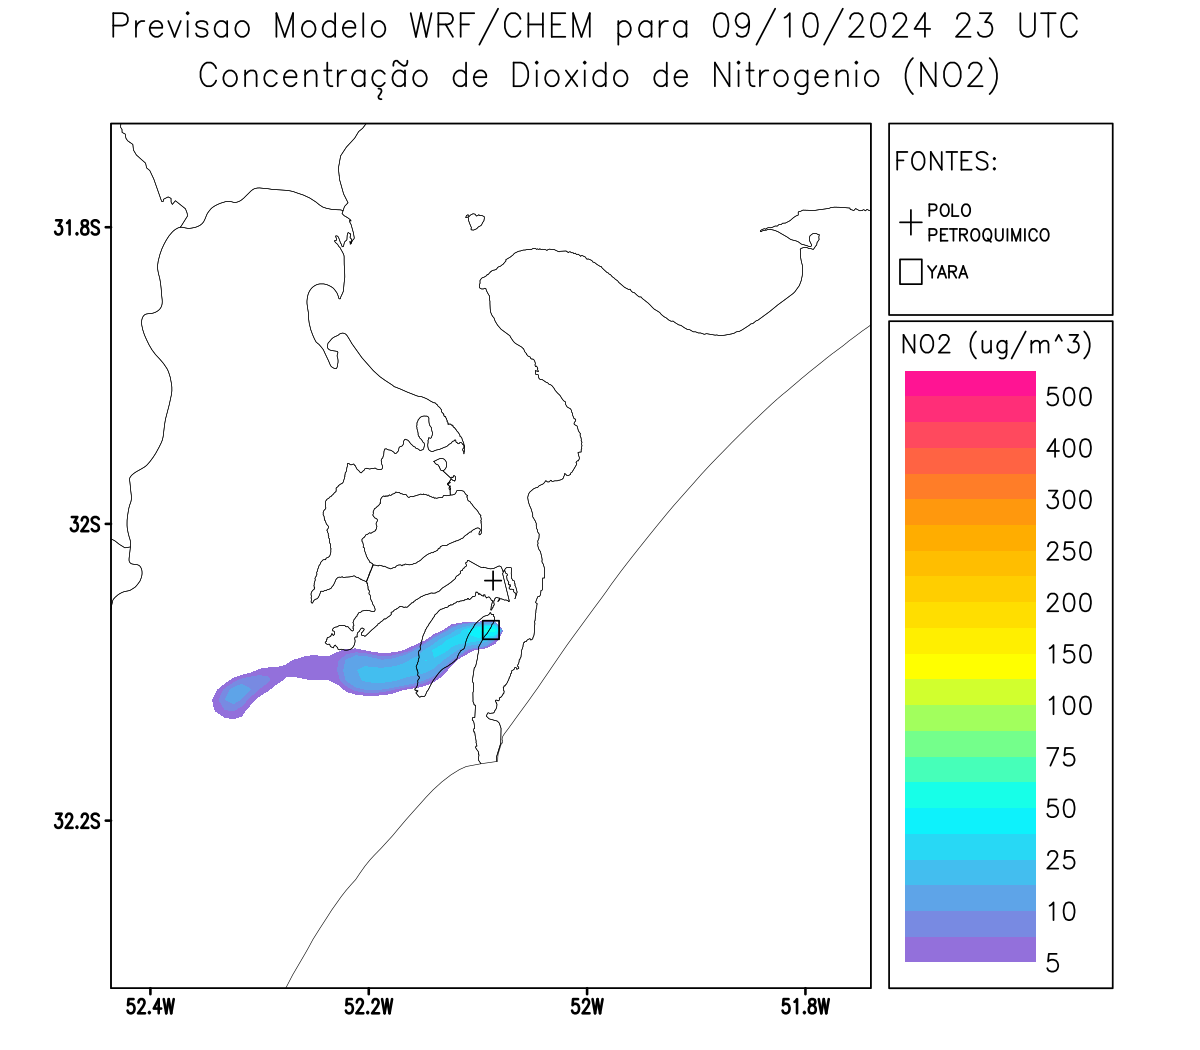 Previsao Modelo WRF/CHEM para 09/10/2024 23 UTC
Concentração de Dioxido de Nitrogenio (NO2)
FONTES:
POLO
PETROQUIMICO
YARA
NO2 (ug/m^3)
500
400
300
250
200
150
100
75
50
25
10
5
31.8S
32S
32.2S
52.4W
52.2W
52W
51.8W